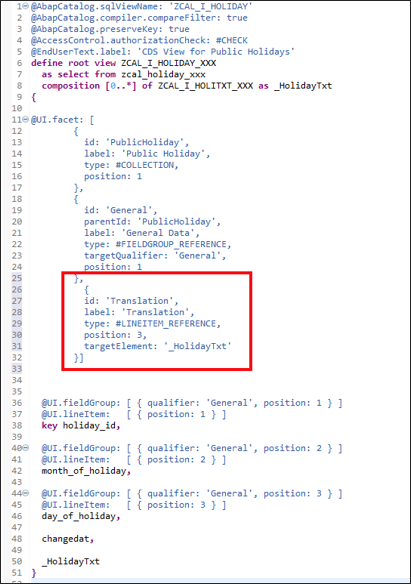 1 @AbapCatalog.sqlViewName: 'ZCAL_I_HOLIDAY'
2 @AbapCatalog.compiler.compareFilter: true
3 @AbapCatalog.preserveKey: true
4 @AccessControl.authorizationCheck: #CHECK
5 @EndUserText.label: 'CDS View for Public Holidays'
6 define root view ZCAL_I_HOLIDAY_XXX
7 as select from zcal_holiday_xxx
8 composition [0..*] of ZCAL_I_HOLITXT_XXX as _HolidayTxt
9 {
10
11 @UI.facet: [
12 {
13 id: 'PublicHoliday',
14 label: 'Public Holiday',
15 type: #COLLECTION,
16 position: 1
17 },
18 {
19 id: 'General',
20 parentId: 'PublicHoliday',
21 label: 'General Data',
22 type: #FIELDGROUP_REFERENCE,
23 targetQualifier: 'General',
24 position: 1
25 },
26 {
27 id: 'Translation',
28 label: 'Translation',
29 type: #LINEITEM_REFERENCE,
30 position: 3,
31 targetElement: '_HolidayTxt'
32 }]
33
34
35
36 @UI.fieldGroup: [ { qualifier: 'General', position: 1 } ]
37 @UI.lineItem: [ { position: 1 } ]
38 key holiday_id,
39
40 @UI.fieldGroup: [ { qualifier: 'General', position: 2 } ]
41 @UI.lineItem: [ { position: 2 } ]
42 month_of_holiday,
43
44 @UI.fieldGroup: [ { qualifier: 'General', position: 3 } ]
45 @UI.lineItem: [ { position: 3 } ]
46 day_of_holiday,
47
48 changedat,
49
50 _HolidayTxt
51 }